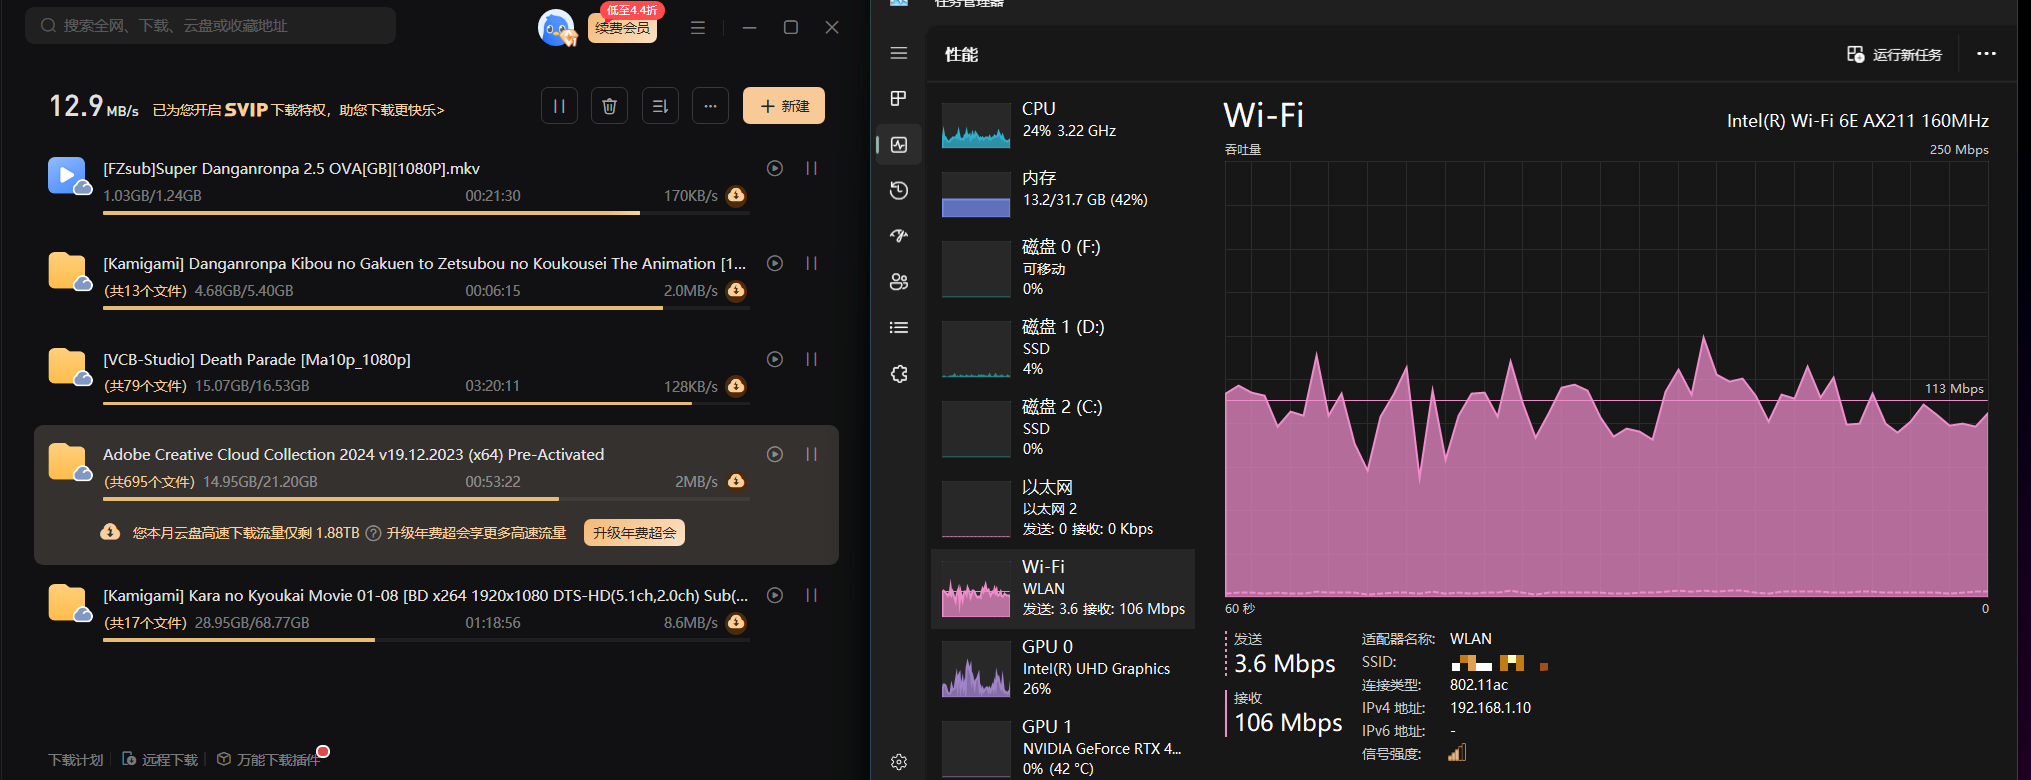 搜索全网、下载、云盘或收藏地址
低至4.4折
续费会员
12.9 MB/s 已为您开启 SVIP 下载特权，助您下载更快乐>
新建
[FZsub]Super Danganronpa 2.5 OVA[GB][1080P].mkv
1.03GB/1.24GB 00:21:30 170KB/s
[Kamigami] Danganronpa Kibou no Gakuen to Zetsubou no Koukousei The Animation [1...
(共13个文件) 4.68GB/5.40GB 00:06:15 2.0MB/s
[VCB-Studio] Death Parade [Ma10p_1080p]
(共79个文件) 15.07GB/16.53GB 03:20:11 128KB/s
Adobe Creative Cloud Collection 2024 v19.12.2023 (x64) Pre-Activated
(共695个文件) 14.95GB/21.20GB 00:53:22 2MB/s
您本月云盘高速下载流量仅剩 1.88TB ? 升级年费超会享更多高速流量 升级年费超会
[Kamigami] Kara no Kyoukai Movie 01-08 [BD x264 1920x1080 DTS-HD(5.1ch,2.0ch) Sub(...
(共17个文件) 28.95GB/68.77GB 01:18:56 8.6MB/s
下载计划 远程下载 万能下载插件
任务管理器
性能
运行新任务
CPU
24% 3.22 GHz
内存
13.2/31.7 GB (42%)
磁盘 0 (F:)
可移动
0%
磁盘 1 (D:)
SSD
4%
磁盘 2 (C:)
SSD
0%
以太网
以太网 2
发送: 0 接收: 0 Kbps
Wi-Fi
WLAN
发送: 3.6 接收: 106 Mbps
GPU 0
Intel(R) UHD Graphics
26%
GPU 1
NVIDIA GeForce RTX 4...
0% (42 °C)
Wi-Fi
Intel(R) Wi-Fi 6E AX211 160MHz
吞吐量
250 Mbps
113 Mbps
60 秒
0
发送
3.6 Mbps
接收
106 Mbps
适配器名称: WLAN
SSID:
连接类型: 802.11ac
IPv4 地址: 192.168.1.10
IPv6 地址: -
信号强度: